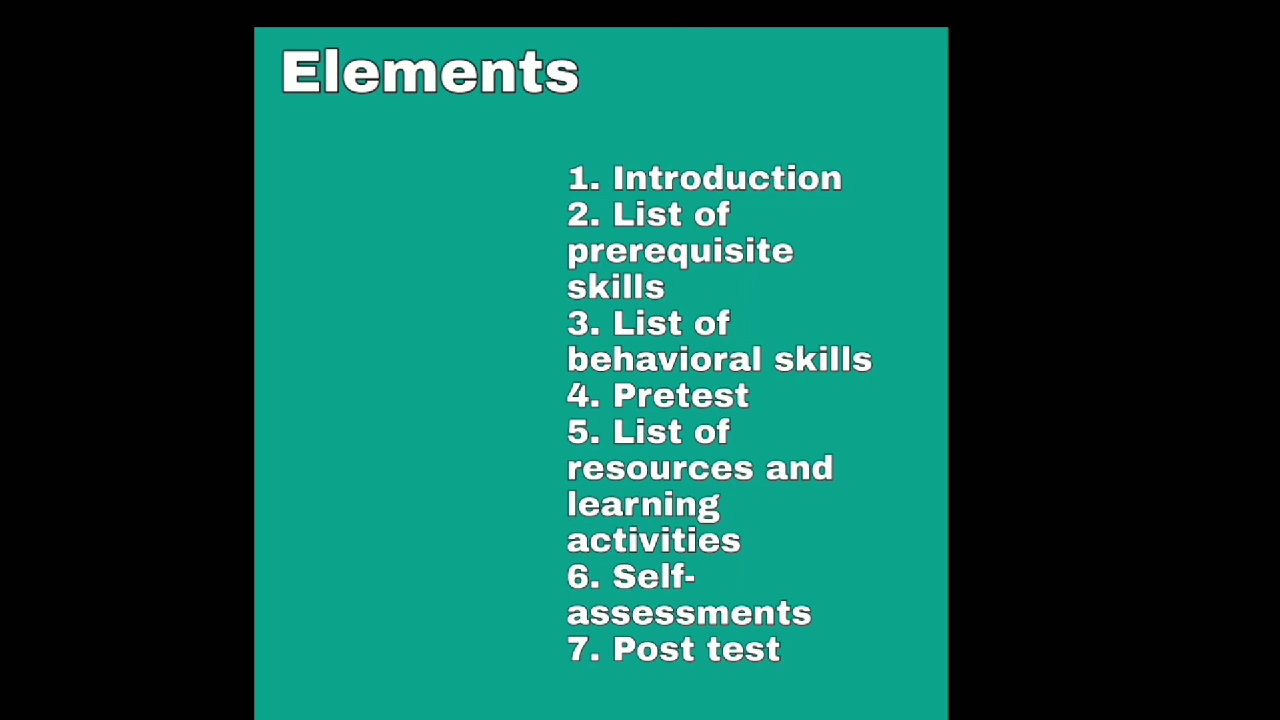 Elements
1. Introduction
2. List of
prerequisite
skills
3. List of
behavioral skills
4. Pretest
5. List of
resources and
learning
activities
6. Self-
assessments
7. Post test